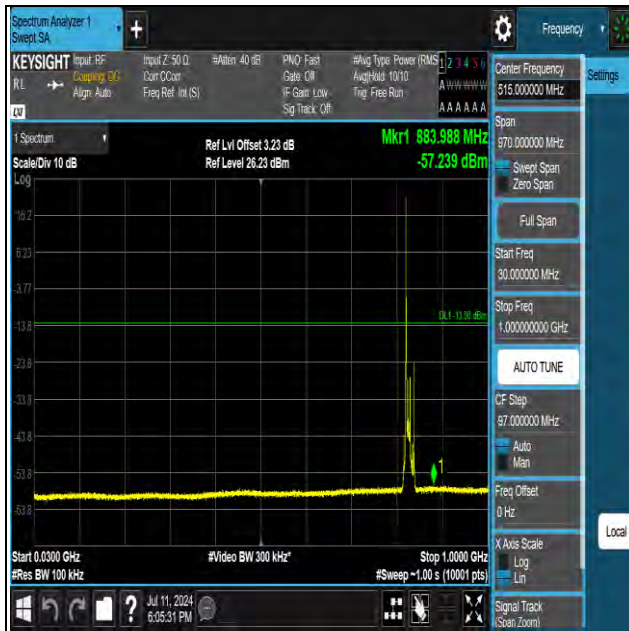 Spectrum Analyzer 1
Swept SA
+
Frequency
KEYSIGHT
RL
LXI
Input: RF
Coupling: DC
Align: Auto
Input Z: 50 Ω
Corr CCorr
Freq Ref: Int (S)
#Atten: 40 dB
PNO: Fast
Gate: Off
IF Gain: Low
Sig Track: Off
#Avg Type: Power (RMS
Avg|Hold: 10/10
Trig: Free Run
1 2 3 4 5 6
A W W W W W
A A A A A A
1 Spectrum
Scale/Div 10 dB
Log
Ref Lvl Offset 3.23 dB
Ref Level 26.23 dBm
Mkr1 883.988 MHz
-57.239 dBm
16.2
6.23
-3.77
-13.8
-23.8
-33.8
-43.8
-53.8
-63.8
DL1 -13.00 dBm
1
Start 0.0300 GHz
#Res BW 100 kHz
#Video BW 300 kHz*
Stop 1.0000 GHz
#Sweep ~1.00 s (10001 pts)
Center Frequency
515.000000 MHz
Settings
Span
970.000000 MHz
Swept Span
Zero Span
Full Span
Start Freq
30.000000 MHz
Stop Freq
1.000000000 GHz
AUTO TUNE
CF Step
97.000000 MHz
Auto
Man
Freq Offset
0 Hz
Local
X Axis Scale
Log
Lin
Signal Track
(Span Zoom)
?
Jul 11, 2024
6:05:31 PM